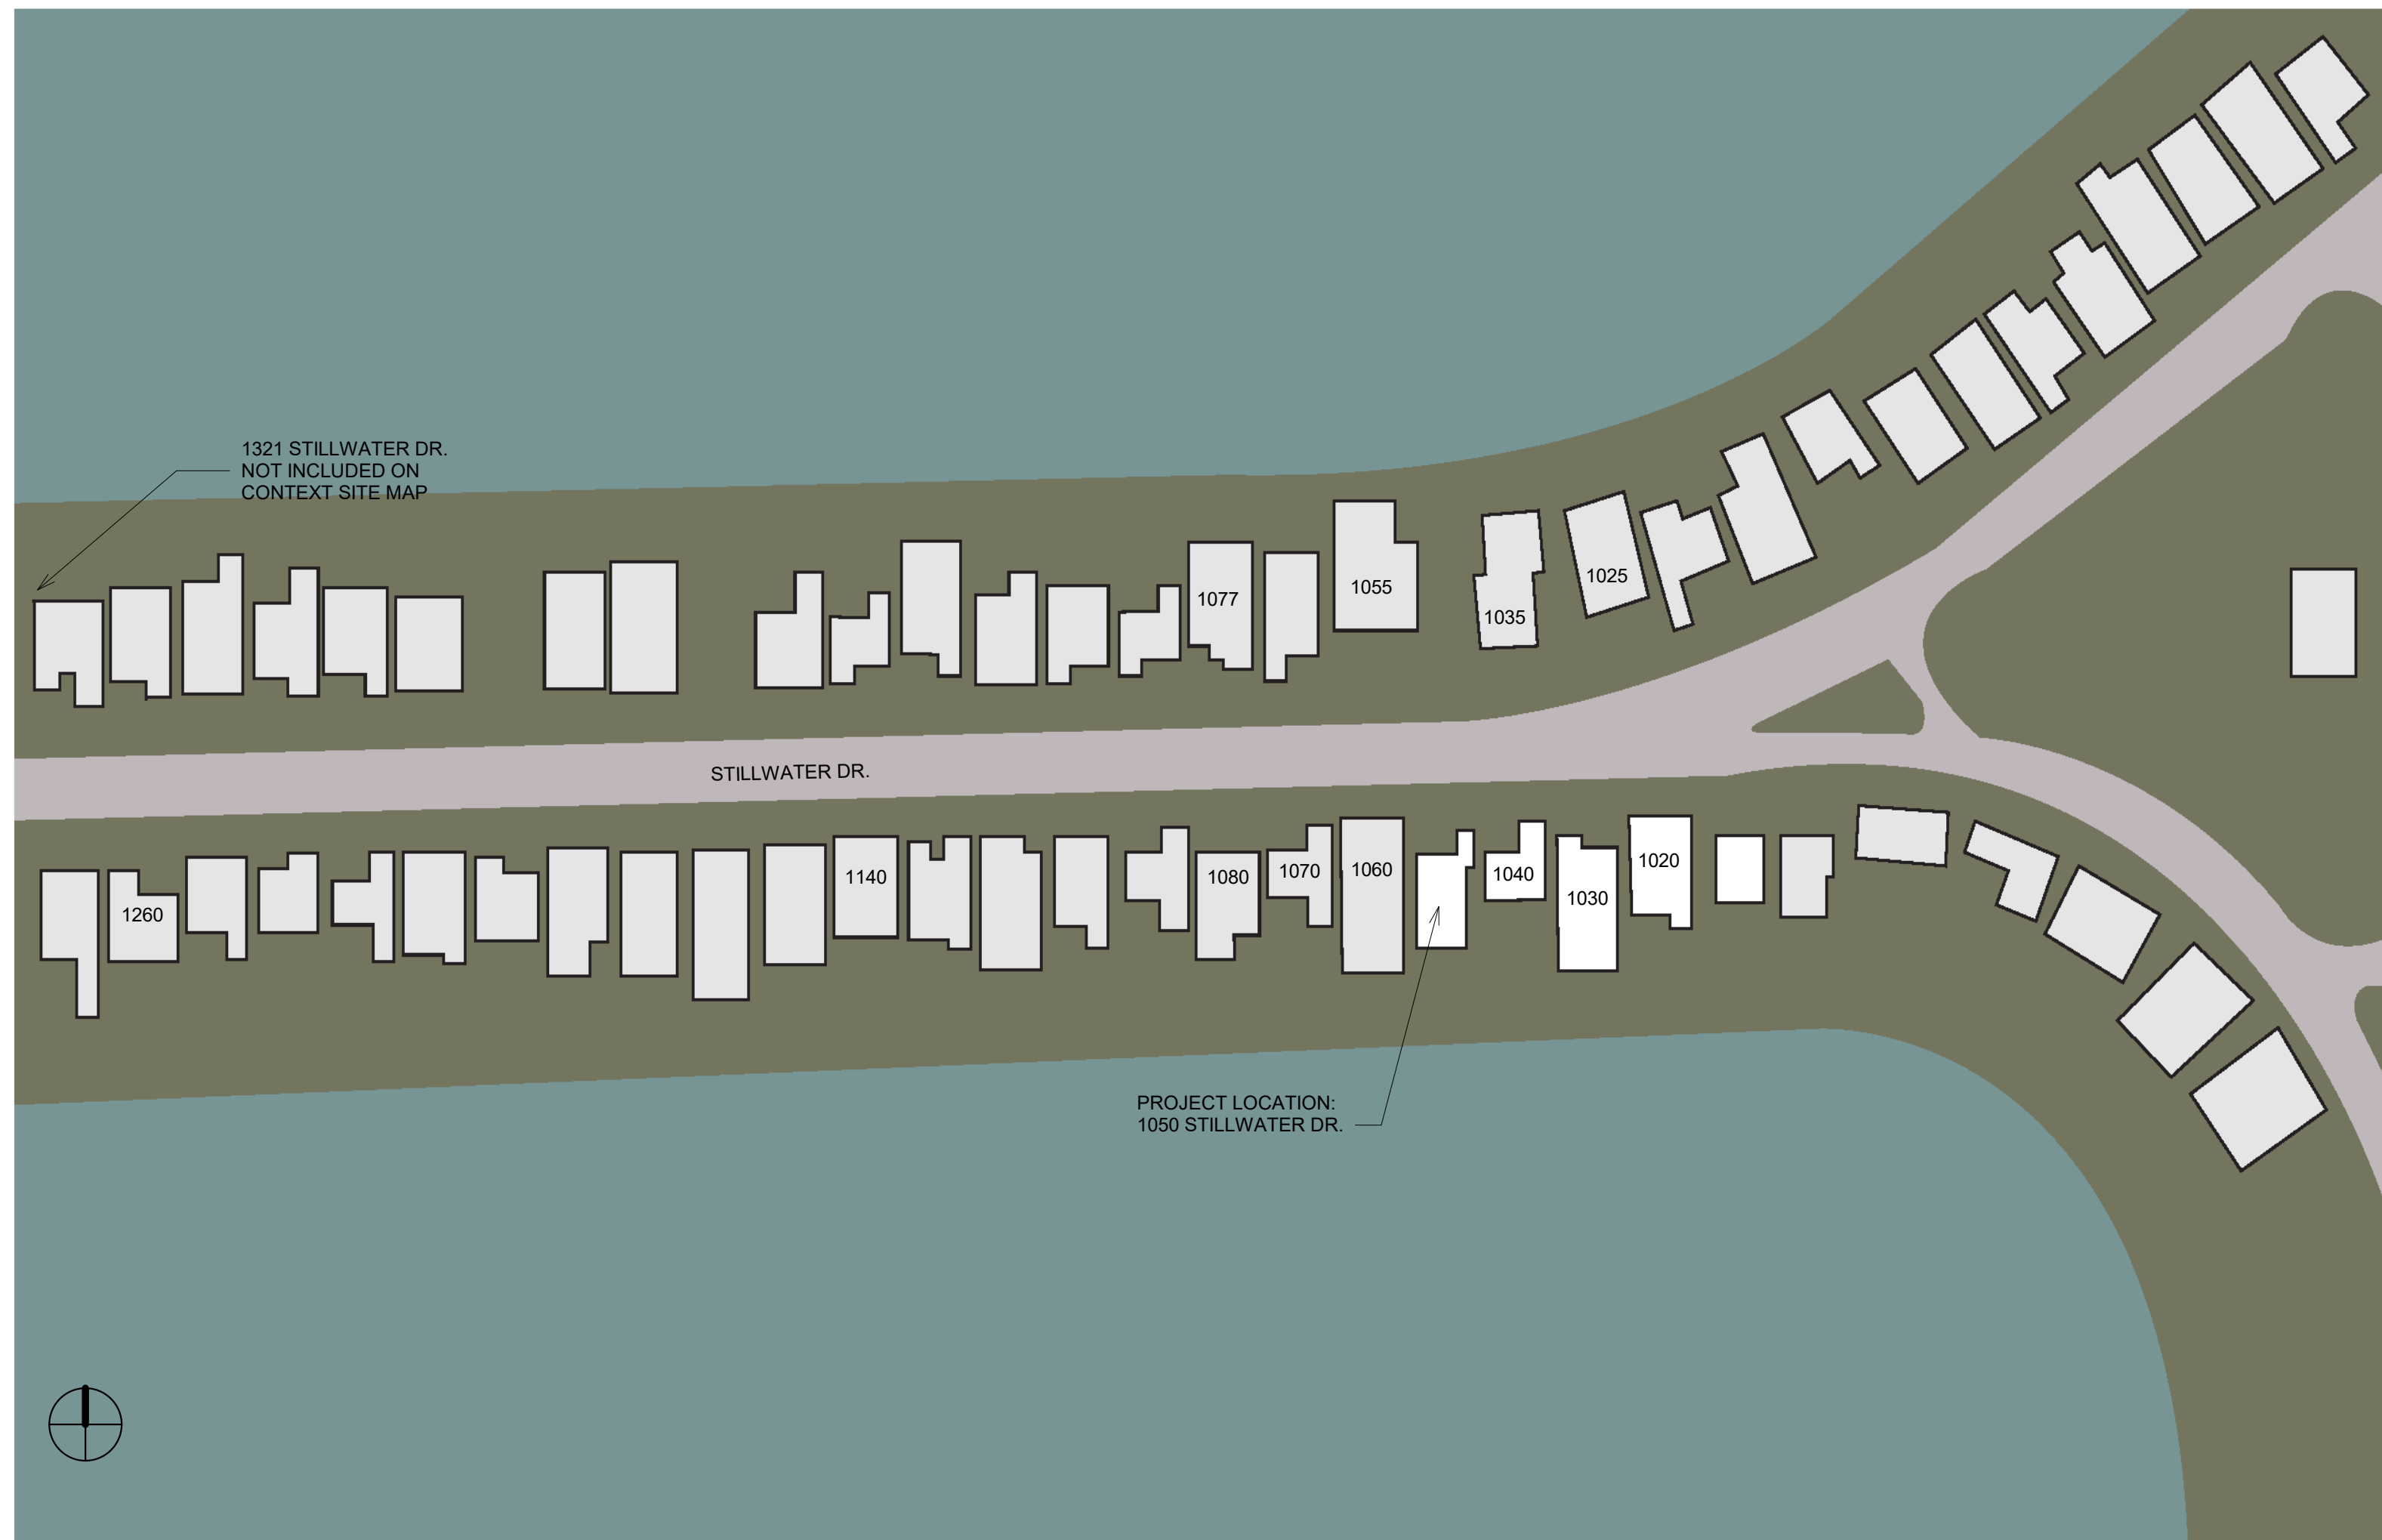 1321 STILLWATER DR.
NOT INCLUDED ON
CONTEXT SITE MAP
1077
1055
1035
1025
STILLWATER DR.
1260
1140
1080
1070
1060
1040
1030
1020
PROJECT LOCATION:
1050 STILLWATER DR.